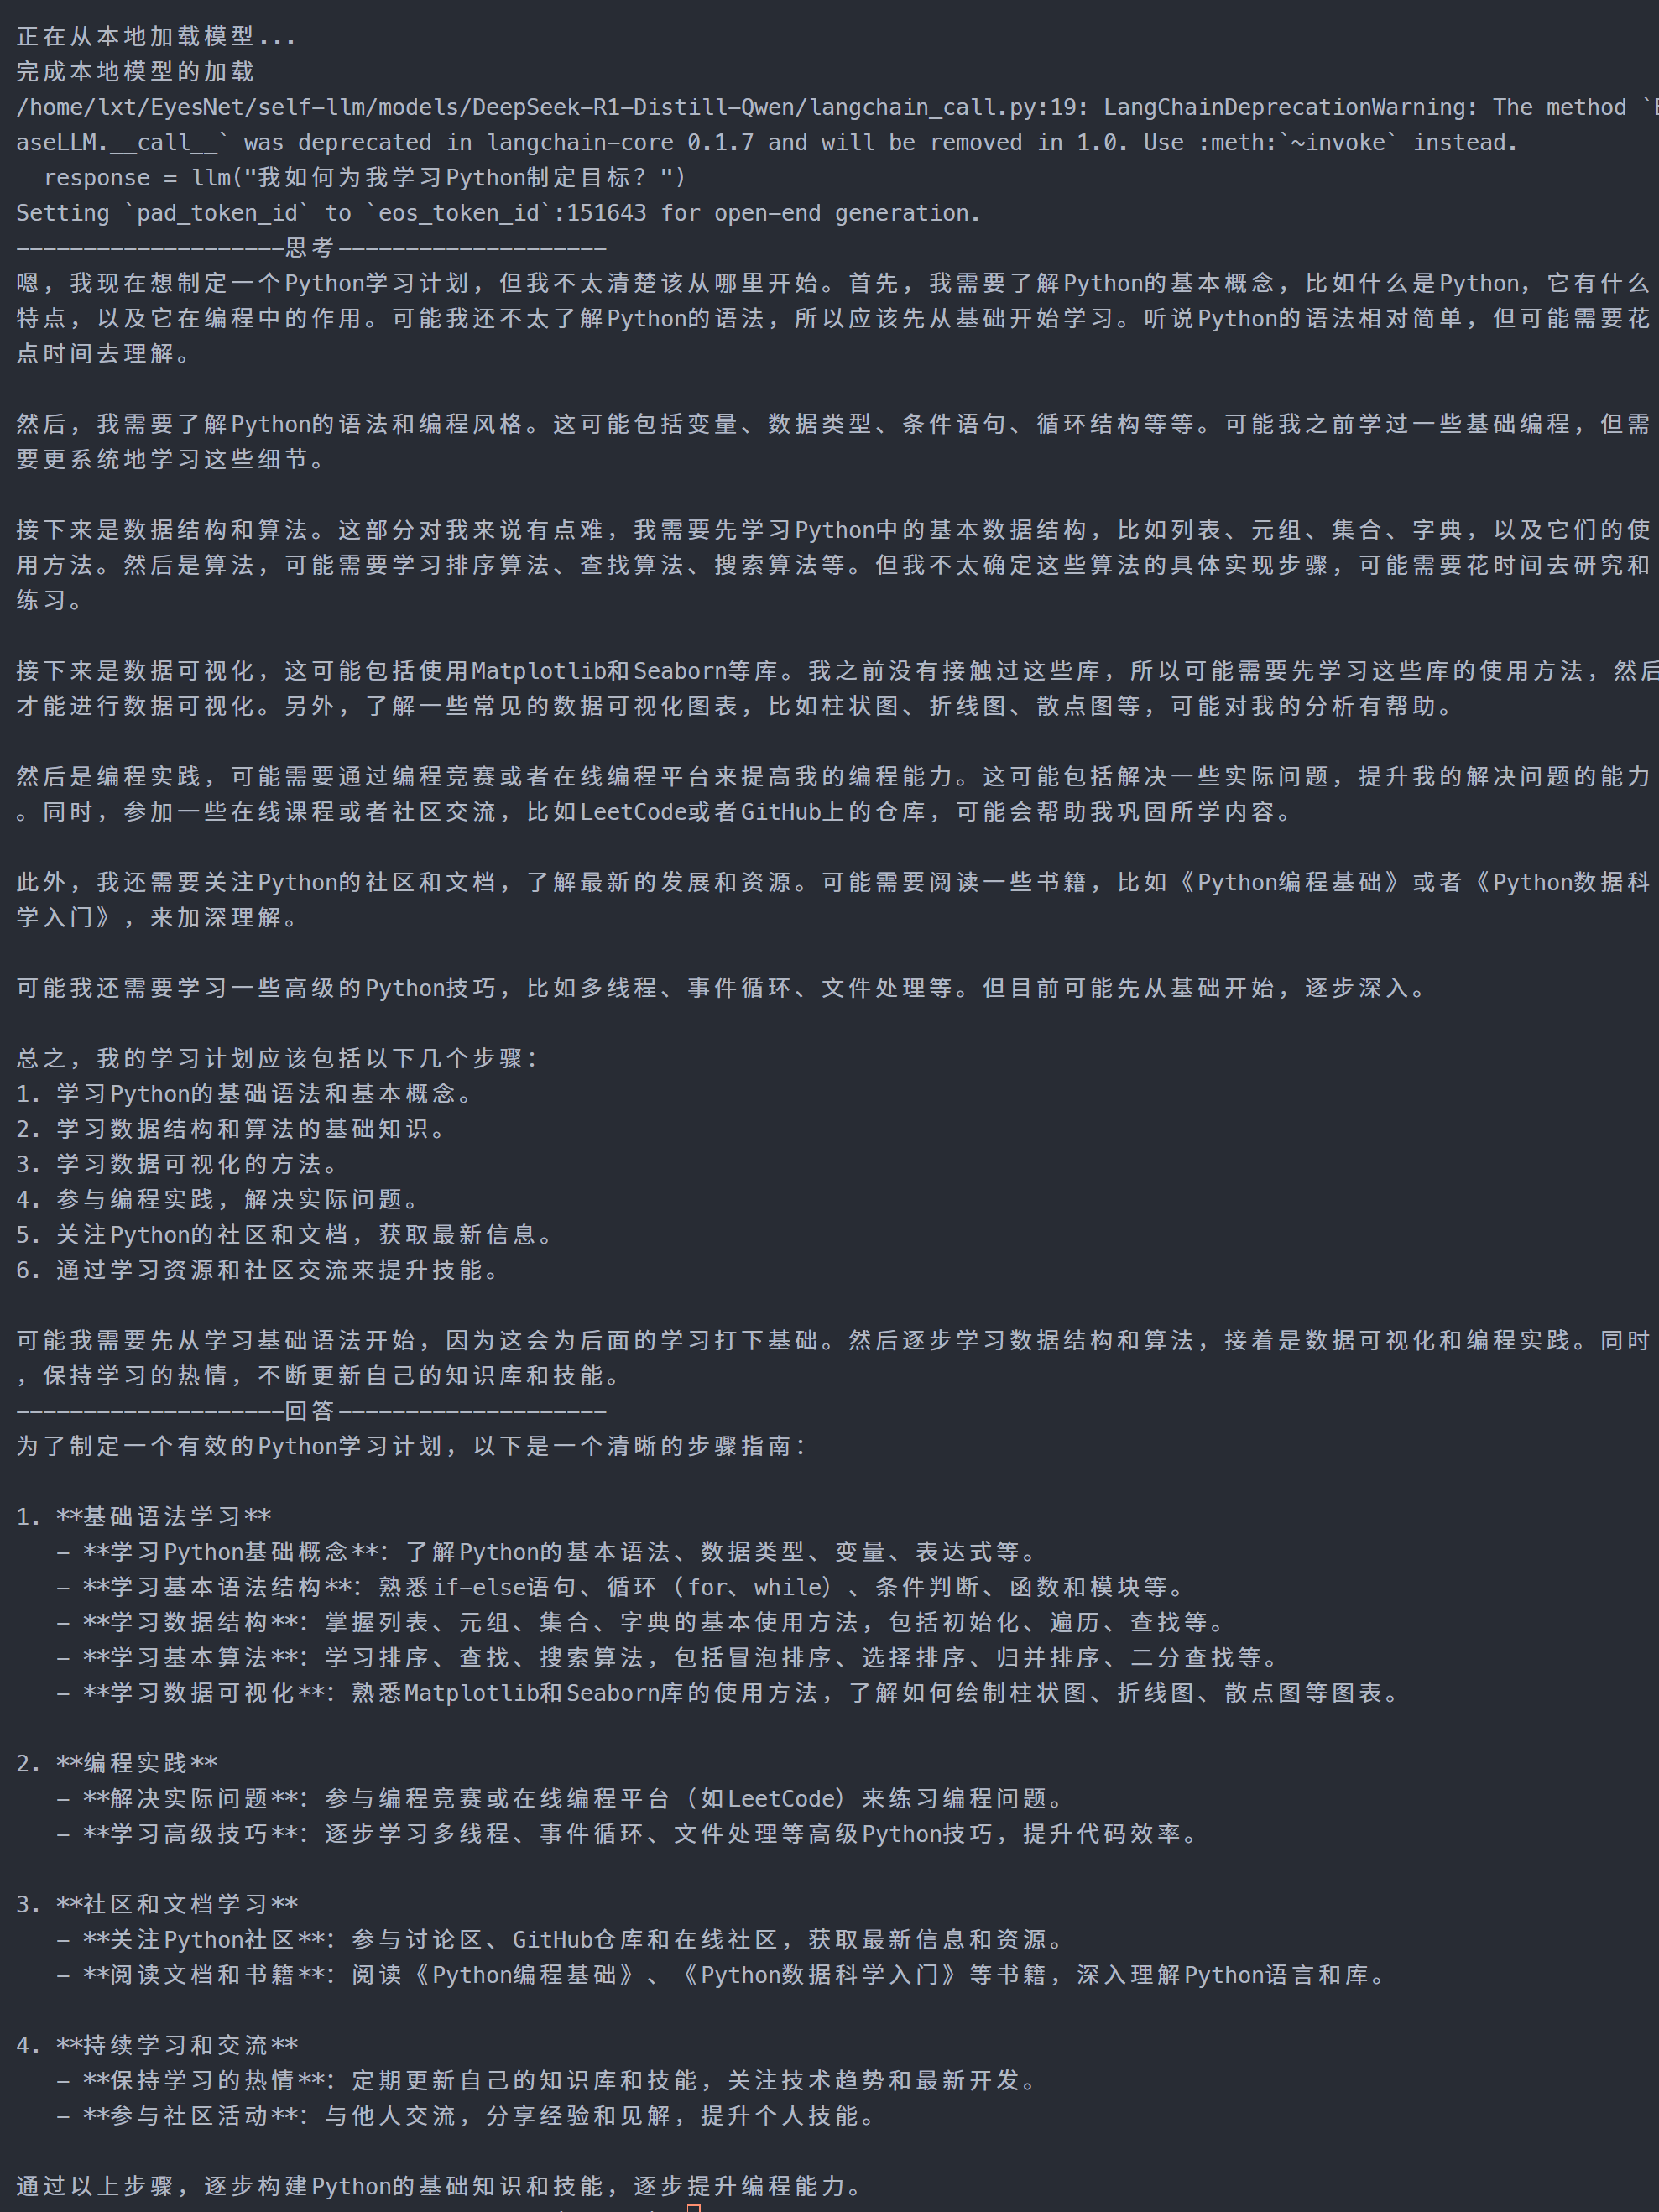 正在从本地加载模型...
完成本地模型的加载
/home/lxt/EyesNet/self-llm/models/DeepSeek-R1-Distill-Qwen/langchain_call.py:19: LangChainDeprecationWarning: The method `B
aseLLM.__call__` was deprecated in langchain-core 0.1.7 and will be removed in 1.0. Use :meth:`~invoke` instead.
  response = llm("我如何为我学习Python制定目标？")
Setting `pad_token_id` to `eos_token_id`:151643 for open-end generation.
--------------------思考--------------------
嗯，我现在想制定一个Python学习计划，但我不太清楚该从哪里开始。首先，我需要了解Python的基本概念，比如什么是Python，它有什么
特点，以及它在编程中的作用。可能我还不太了解Python的语法，所以应该先从基础开始学习。听说Python的语法相对简单，但可能需要花
点时间去理解。

然后，我需要了解Python的语法和编程风格。这可能包括变量、数据类型、条件语句、循环结构等等。可能我之前学过一些基础编程，但需
要更系统地学习这些细节。

接下来是数据结构和算法。这部分对我来说有点难，我需要先学习Python中的基本数据结构，比如列表、元组、集合、字典，以及它们的使
用方法。然后是算法，可能需要学习排序算法、查找算法、搜索算法等。但我不太确定这些算法的具体实现步骤，可能需要花时间去研究和
练习。

接下来是数据可视化，这可能包括使用Matplotlib和Seaborn等库。我之前没有接触过这些库，所以可能需要先学习这些库的使用方法，然后
才能进行数据可视化。另外，了解一些常见的数据可视化图表，比如柱状图、折线图、散点图等，可能对我的分析有帮助。

然后是编程实践，可能需要通过编程竞赛或者在线编程平台来提高我的编程能力。这可能包括解决一些实际问题，提升我的解决问题的能力
。同时，参加一些在线课程或者社区交流，比如LeetCode或者GitHub上的仓库，可能会帮助我巩固所学内容。

此外，我还需要关注Python的社区和文档，了解最新的发展和资源。可能需要阅读一些书籍，比如《Python编程基础》或者《Python数据科
学入门》，来加深理解。

可能我还需要学习一些高级的Python技巧，比如多线程、事件循环、文件处理等。但目前可能先从基础开始，逐步深入。

总之，我的学习计划应该包括以下几个步骤：
1. 学习Python的基础语法和基本概念。
2. 学习数据结构和算法的基础知识。
3. 学习数据可视化的方法。
4. 参与编程实践，解决实际问题。
5. 关注Python的社区和文档，获取最新信息。
6. 通过学习资源和社区交流来提升技能。

可能我需要先从学习基础语法开始，因为这会为后面的学习打下基础。然后逐步学习数据结构和算法，接着是数据可视化和编程实践。同时
，保持学习的热情，不断更新自己的知识库和技能。
--------------------回答--------------------
为了制定一个有效的Python学习计划，以下是一个清晰的步骤指南：

1. **基础语法学习**
   - **学习Python基础概念**：了解Python的基本语法、数据类型、变量、表达式等。
   - **学习基本语法结构**：熟悉if-else语句、循环（for、while）、条件判断、函数和模块等。
   - **学习数据结构**：掌握列表、元组、集合、字典的基本使用方法，包括初始化、遍历、查找等。
   - **学习基本算法**：学习排序、查找、搜索算法，包括冒泡排序、选择排序、归并排序、二分查找等。
   - **学习数据可视化**：熟悉Matplotlib和Seaborn库的使用方法，了解如何绘制柱状图、折线图、散点图等图表。

2. **编程实践**
   - **解决实际问题**：参与编程竞赛或在线编程平台（如LeetCode）来练习编程问题。
   - **学习高级技巧**：逐步学习多线程、事件循环、文件处理等高级Python技巧，提升代码效率。

3. **社区和文档学习**
   - **关注Python社区**：参与讨论区、GitHub仓库和在线社区，获取最新信息和资源。
   - **阅读文档和书籍**：阅读《Python编程基础》、《Python数据科学入门》等书籍，深入理解Python语言和库。

4. **持续学习和交流**
   - **保持学习的热情**：定期更新自己的知识库和技能，关注技术趋势和最新开发。
   - **参与社区活动**：与他人交流，分享经验和见解，提升个人技能。

通过以上步骤，逐步构建Python的基础知识和技能，逐步提升编程能力。